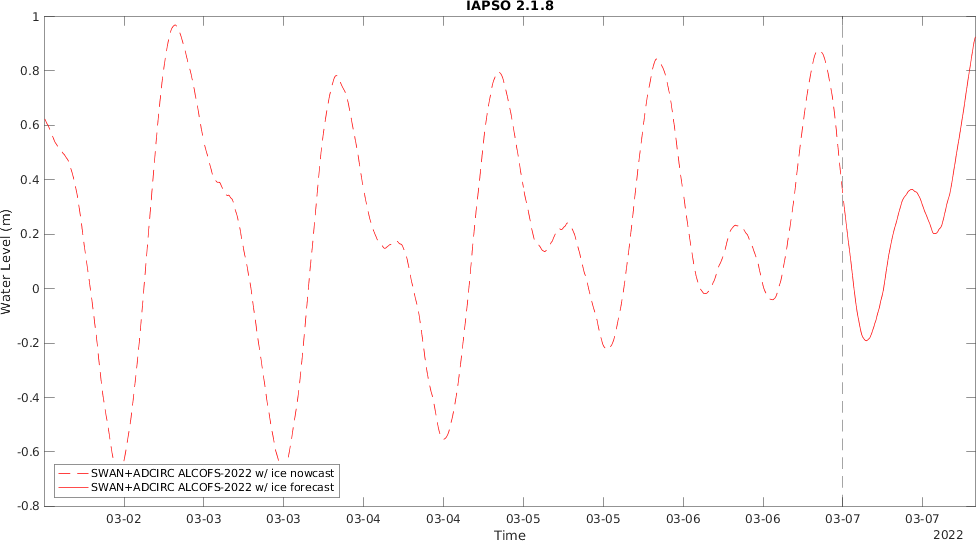 IAPSO 2.1.8
1
0.8
0.6
0.4
0.2
0
-0.2
-0.4
-0.6
-0.8
Water Level (m)
SWAN+ADCIRC ALCOFS-2022 w/ ice nowcast
SWAN+ADCIRC ALCOFS-2022 w/ ice forecast
03-02 03-03 03-03 03-04 03-04 03-05 03-05 03-06 03-06 03-07 03-07
Time
2022